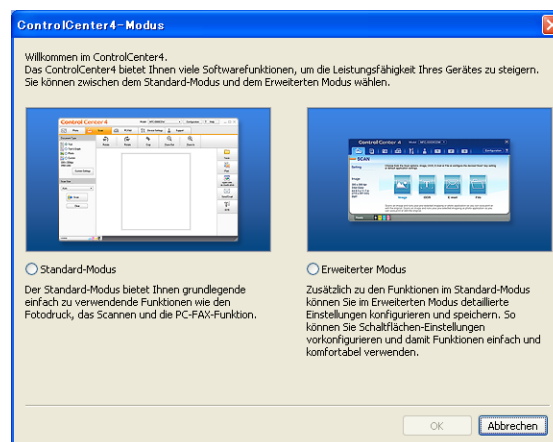 ControlCenter4-Modus
Willkommen im ControlCenter4.
Das ControlCenter4 bietet Ihnen viele Softwarefunktionen, um die Leistungsfähigkeit Ihres Gerätes zu steigern.
Sie können zwischen dem Standard-Modus und dem Erweiterten Modus wählen.
Control Center 4
Control Center 4
SCAN
Standard-Modus
Der Standard-Modus bietet Ihnen grundlegende
einfach zu verwendende Funktionen wie den
Fotodruck, das Scannen und die PC-FAX-Funktion.
Erweiterter Modus
Zusätzlich zu den Funktionen im Standard-Modus
können Sie im Erweiterten Modus detaillierte
Einstellungen konfigurieren und speichern. So
können Sie Schaltflächen-Einstellungen
vorkonfigurieren und damit Funktionen einfach und
komfortabel verwenden.
OK
Abbrechen